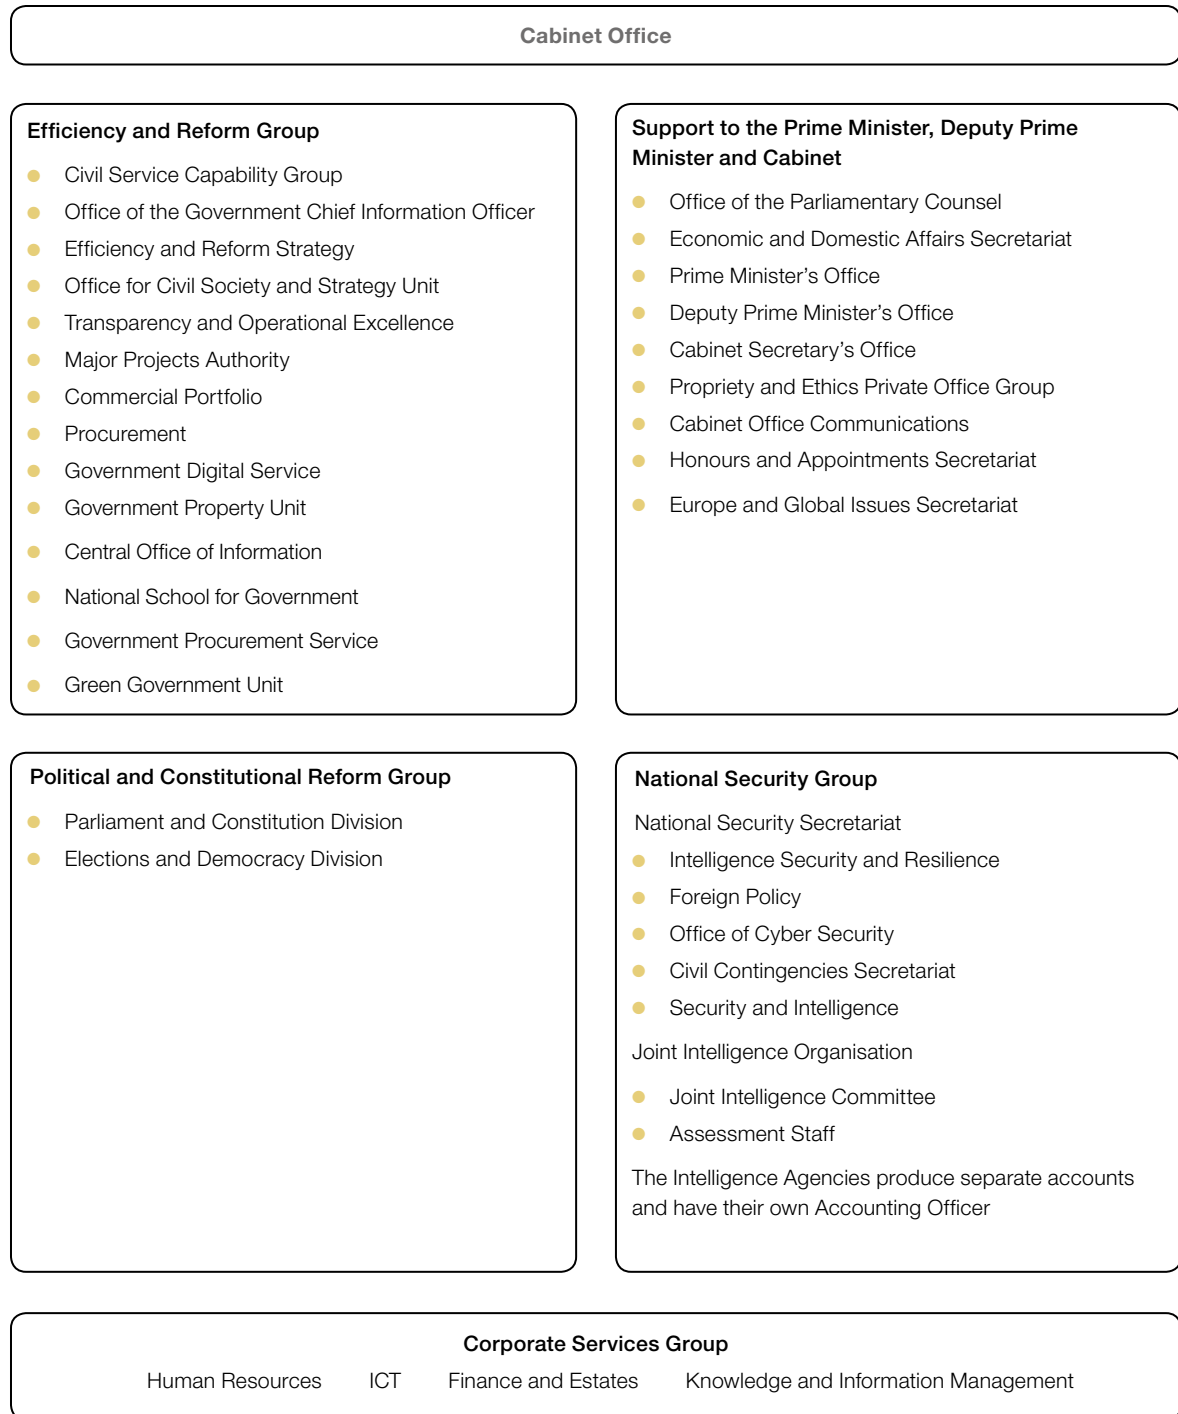 Cabinet Office
Efficiency and Reform Group
Civil Service Capability Group
Office of the Government Chief Information Officer
Efficiency and Reform Strategy
Office for Civil Society and Strategy Unit
Transparency and Operational Excellence
Major Projects Authority
Commercial Portfolio
Procurement
Government Digital Service
Government Property Unit
Central Office of Information
National School for Government
Government Procurement Service
Green Government Unit
Support to the Prime Minister, Deputy Prime
Minister and Cabinet
Office of the Parliamentary Counsel
Economic and Domestic Affairs Secretariat
Prime Minister’s Office
Deputy Prime Minister’s Office
Cabinet Secretary’s Office
Propriety and Ethics Private Office Group
Cabinet Office Communications
Honours and Appointments Secretariat
Europe and Global Issues Secretariat
Political and Constitutional Reform Group
Parliament and Constitution Division
Elections and Democracy Division
National Security Group
National Security Secretariat
Intelligence Security and Resilience
Foreign Policy
Office of Cyber Security
Civil Contingencies Secretariat
Security and Intelligence
Joint Intelligence Organisation
Joint Intelligence Committee
Assessment Staff
The Intelligence Agencies produce separate accounts
and have their own Accounting Officer
Corporate Services Group
Human Resources ICT Finance and Estates Knowledge and Information Management